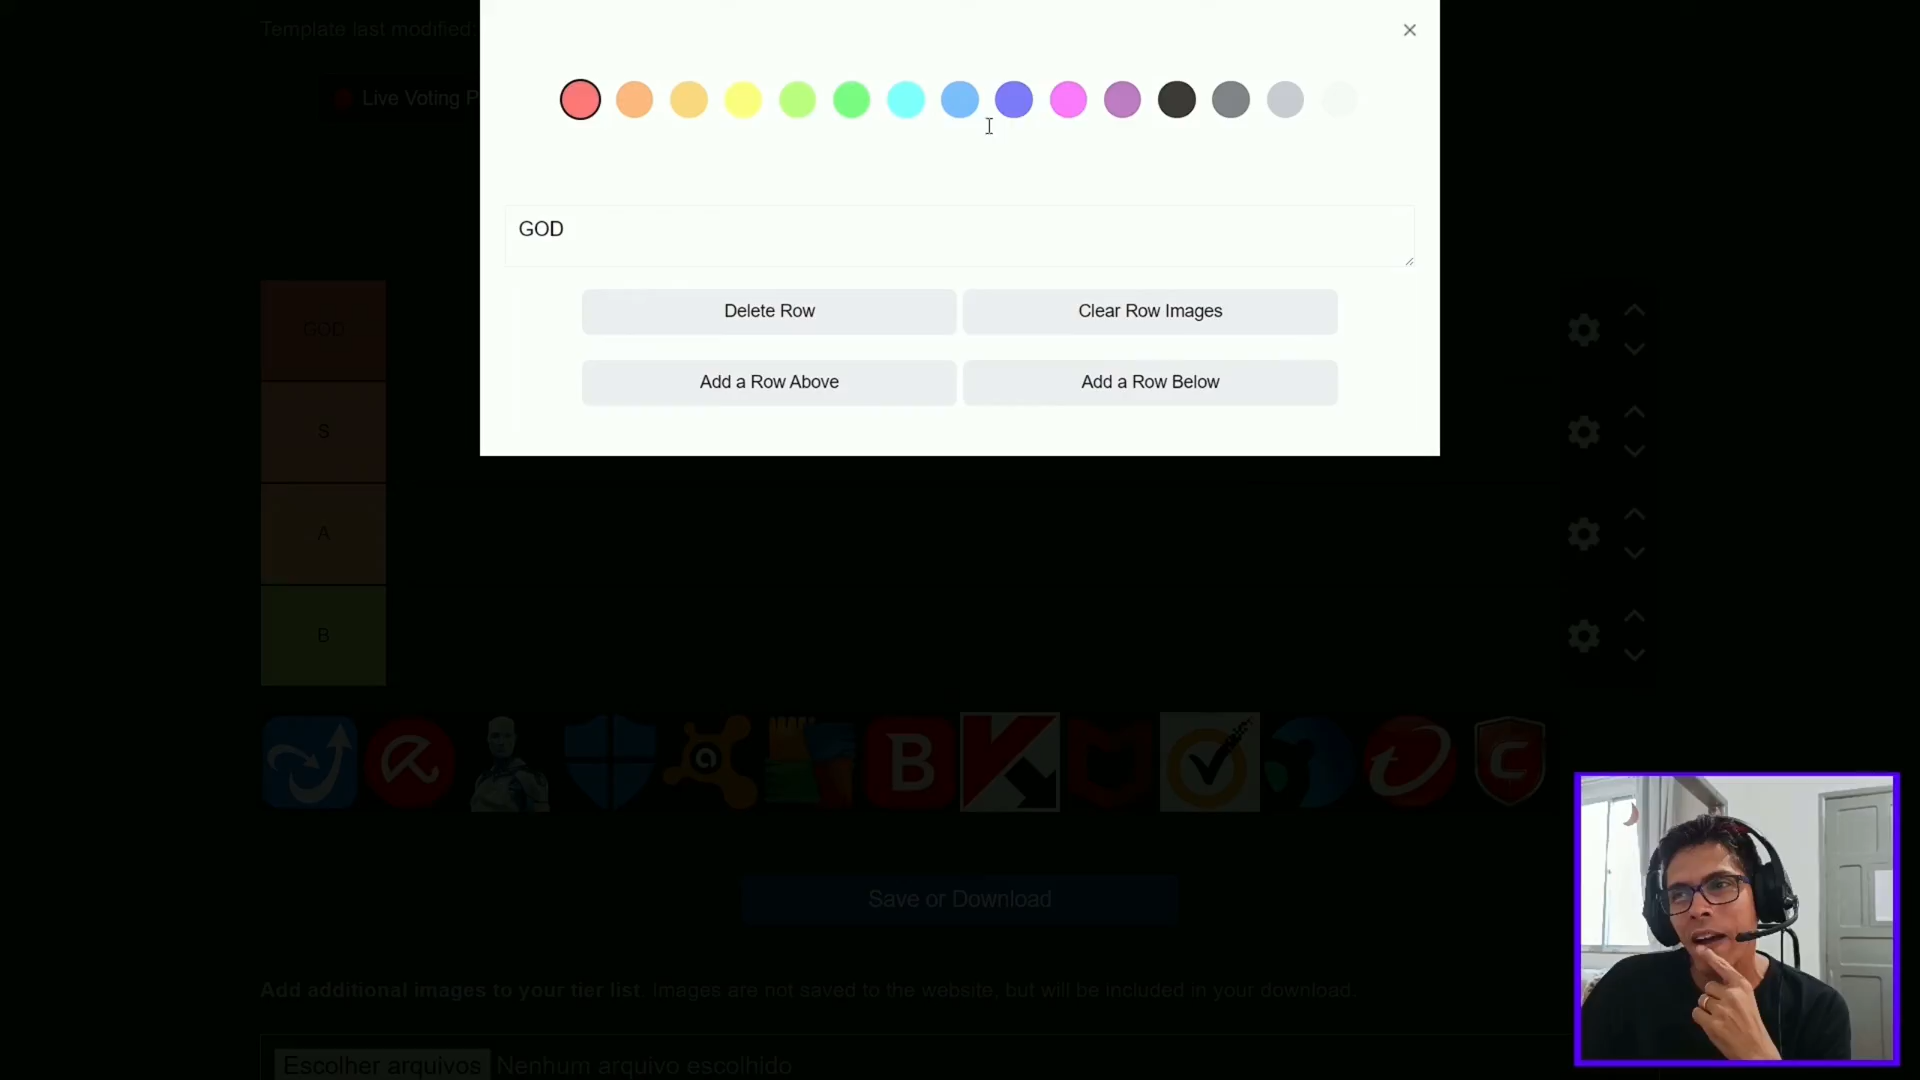 Template last modified
×
Live Voting P
GOD
Delete Row
Clear Row Images
Add a Row Above
Add a Row Below
GOD
S
A
B
Save or Download
Add additional images to your tier list. Images are not saved to the website, but will be included in your download.
Escolher arquivos Nenhum arquivo escolhido